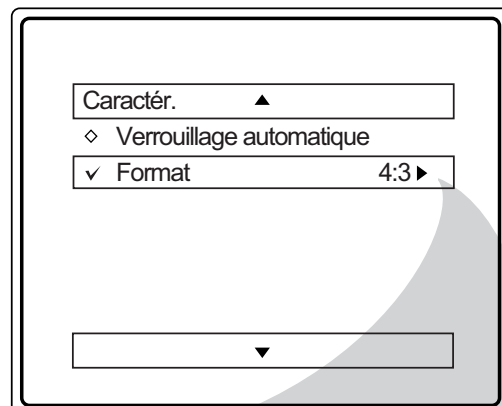 Caractér. ▲
◇ Verrouillage automatique
✓ Format 4:3 ▶
▼